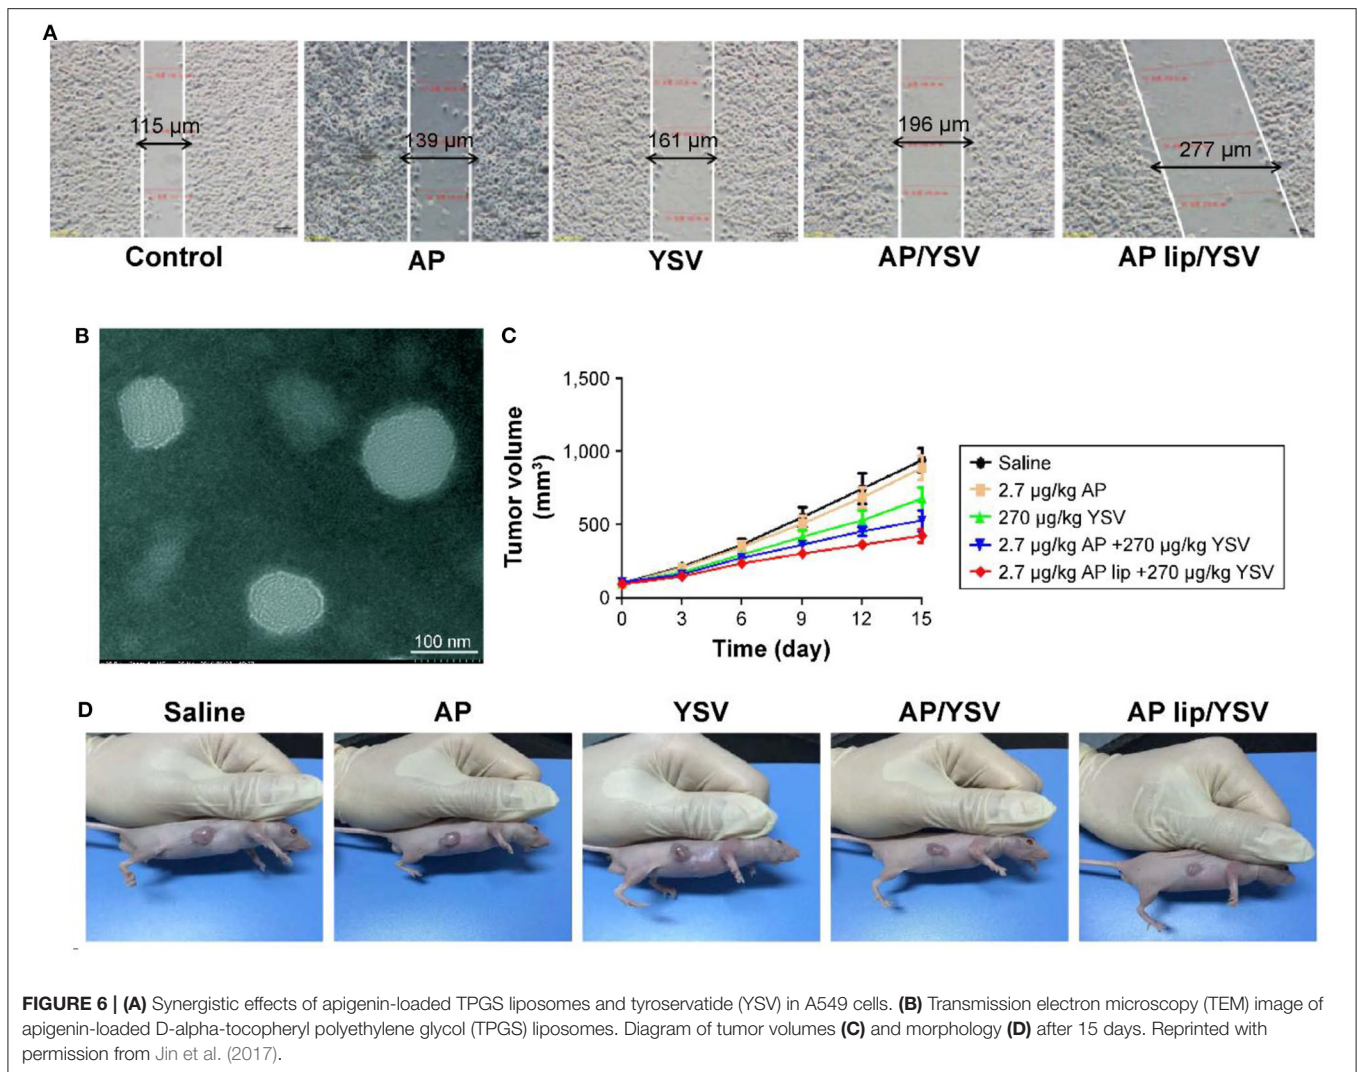 A
115 µm
139 µm
161 µm
196 µm
277 µm
Control
AP
YSV
AP/YSV
AP lip/YSV
B
100 nm
C
Tumor volume
(mm³)
1,500
1,000
500
0
0 3 6 9 12 15
Time (day)
Saline
2.7 µg/kg AP
270 µg/kg YSV
2.7 µg/kg AP +270 µg/kg YSV
2.7 µg/kg AP lip +270 µg/kg YSV
D
Saline
AP
YSV
AP/YSV
AP lip/YSV
FIGURE 6 | (A) Synergistic effects of apigenin-loaded TPGS liposomes and tyroservatide (YSV) in A549 cells. (B) Transmission electron microscopy (TEM) image of
apigenin-loaded D-alpha-tocopheryl polyethylene glycol (TPGS) liposomes. Diagram of tumor volumes (C) and morphology (D) after 15 days. Reprinted with
permission from Jin et al. (2017).